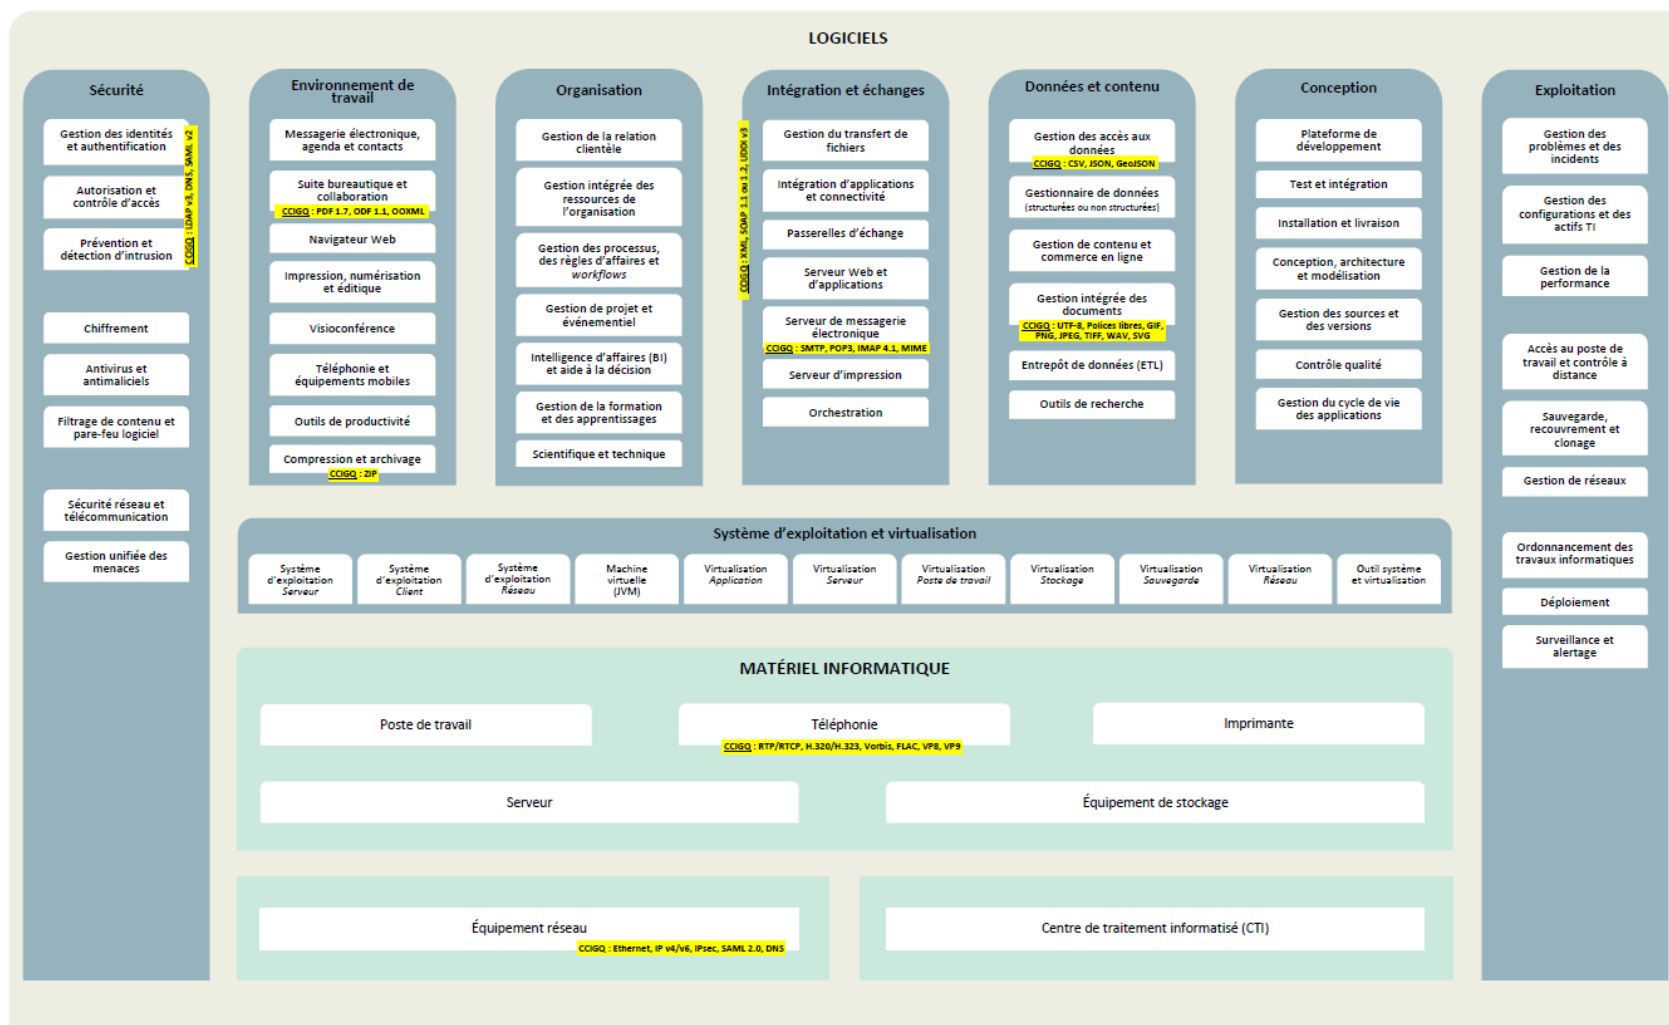 LOGICIELS
Sécurité
Gestion des identités
et authentification
Autorisation et
contrôle d'accès
Prévention et
détection d'intrusion
CCIGQ : LDAP v3, DNS, SAML v2
Chiffrement
Antivirus et
antimaliciels
Filtrage de contenu et
pare-feu logiciel
Sécurité réseau et
télécommunication
Gestion unifiée des
menaces
Environnement de
travail
Messagerie électronique,
agenda et contacts
Suite bureautique et
collaboration
CCIGQ : PDF 1.7, ODF 1.1, OOXML
Navigateur Web
Impression, numérisation
et éditique
Visioconférence
Téléphonie et
équipements mobiles
Outils de productivité
Compression et archivage
CCIGQ : ZIP
Organisation
Gestion de la relation
clientèle
Gestion intégrée des
ressources de
l'organisation
Gestion des processus,
des règles d'affaires et
workflows
Gestion de projet et
événementiel
Intelligence d'affaires (BI)
et aide à la décision
Gestion de la formation
et des apprentissages
Scientifique et technique
Intégration et échanges
CCIGQ : XML, SOAP 1.1 ou 1.2, UDDI v3
Gestion du transfert de
fichiers
Intégration d'applications
et connectivité
Passerelles d'échange
Serveur Web et
d'applications
Serveur de messagerie
électronique
CCIGQ : SMTP, POP3, IMAP 4.1, MIME
Serveur d'impression
Orchestration
Données et contenu
Gestion des accès aux
données
CCIGQ : CSV, JSON, GeoJSON
Gestionnaire de données
(structurées ou non structurées)
Gestion de contenu et
commerce en ligne
Gestion intégrée des
documents
CCIGQ : UTF-8, Polices libres, GIF,
PNG, JPEG, TIFF, WAV, SVG
Entrepôt de données (ETL)
Outils de recherche
Conception
Plateforme de
développement
Test et intégration
Installation et livraison
Conception, architecture
et modélisation
Gestion des sources et
des versions
Contrôle qualité
Gestion du cycle de vie
des applications
Exploitation
Gestion des
problèmes et des
incidents
Gestion des
configurations et des
actifs TI
Gestion de la
performance
Accès au poste de
travail et contrôle à
distance
Sauvegarde,
recouvrement et
clonage
Gestion de réseaux
Ordonnancement des
travaux informatiques
Déploiement
Surveillance et
alertage
Système d'exploitation et virtualisation
Système
d'exploitation
Serveur
Système
d'exploitation
Client
Système
d'exploitation
Réseau
Machine
virtuelle
(JVM)
Virtualisation
Application
Virtualisation
Serveur
Virtualisation
Poste de travail
Virtualisation
Stockage
Virtualisation
Sauvegarde
Virtualisation
Réseau
Outil système
et virtualisation
MATÉRIEL INFORMATIQUE
Poste de travail
Téléphonie
CCIGQ : RTP/RTCP, H.320/H.323, Vorbis, FLAC, VP8, VP9
Imprimante
Serveur
Équipement de stockage
Équipement réseau
CCIGQ : Ethernet, IP v4/v6, IPsec, SAML 2.0, DNS
Centre de traitement informatisé (CTI)